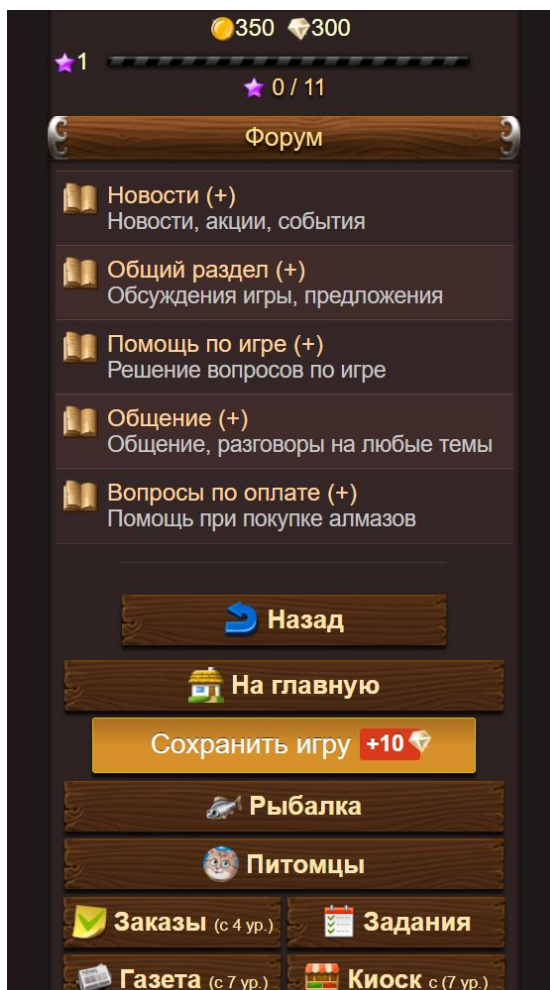 350 300
1
0 / 11
Форум
Новости (+)
Новости, акции, события
Общий раздел (+)
Обсуждения игры, предложения
Помощь по игре (+)
Решение вопросов по игре
Общение (+)
Общение, разговоры на любые темы
Вопросы по оплате (+)
Помощь при покупке алмазов
Назад
На главную
Сохранить игру +10
Рыбалка
Питомцы
Заказы (с 4 ур.) Задания
Газета (с 7 ур.) Киоск с (7 ур.)